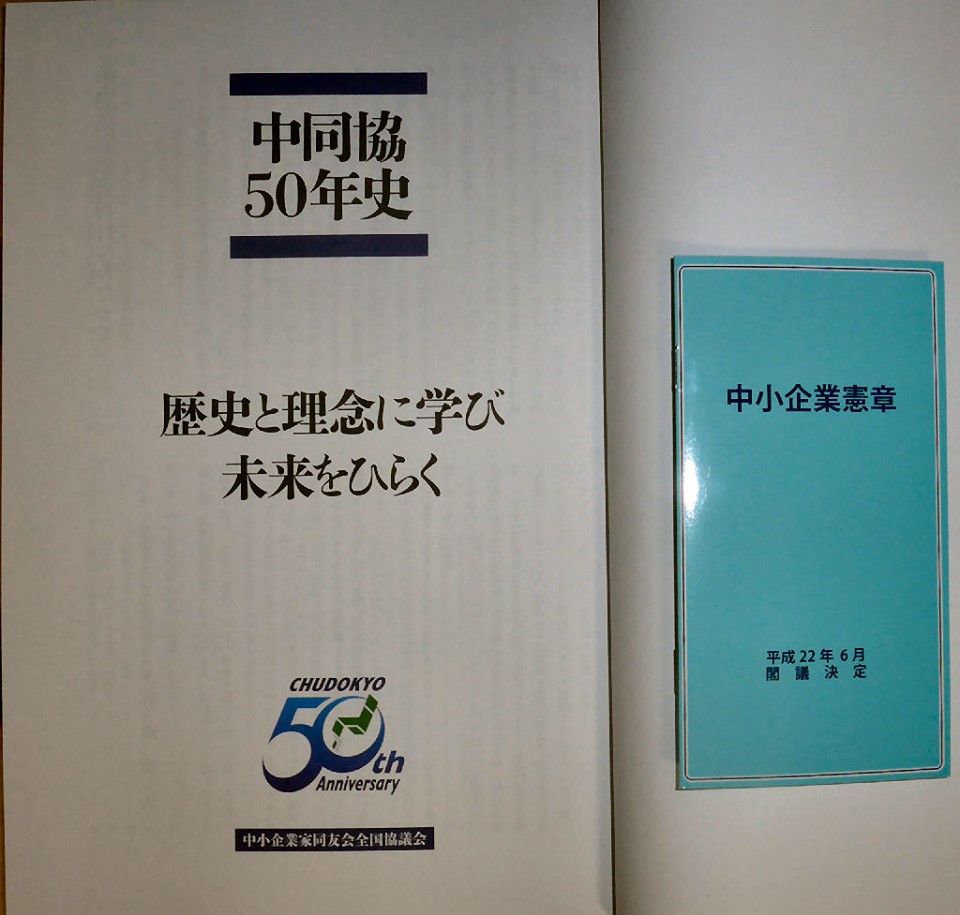 中同協
50年史
歴史と理念に学び
未来をひらく
CHUDOKYO
50th
Anniversary
中小企業家同友会全国協議会
中小企業憲章
平成22年6月
閣議決定